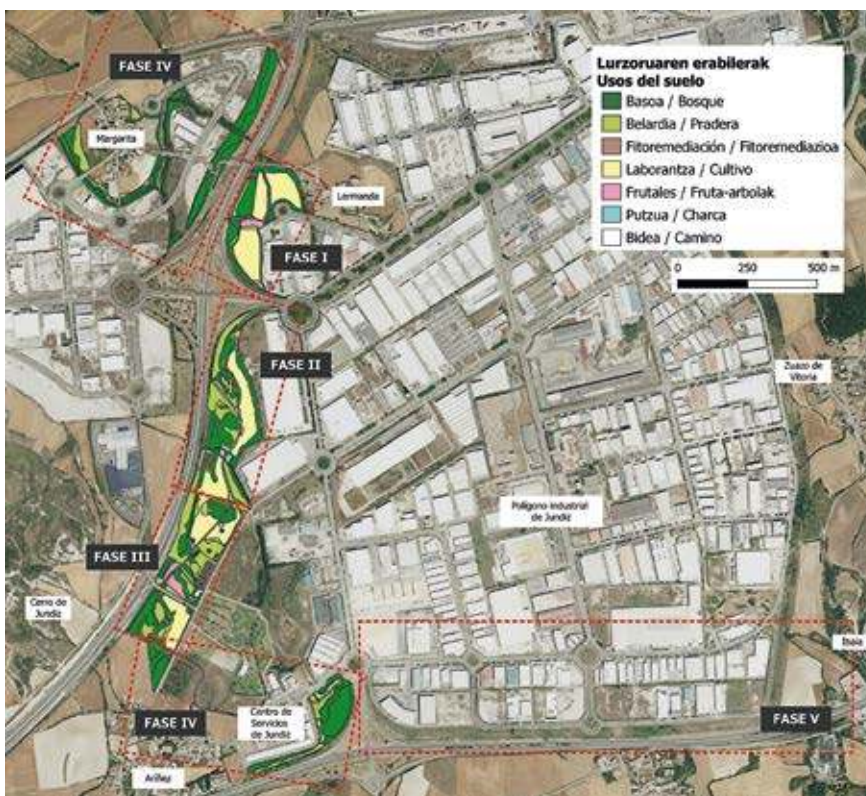 FASE IV
Margarita
Lermanda
FASE I
FASE II
Lurzoruaren erabilerak
Usos del suelo
Basoa / Bosque
Belardia / Pradera
Fitoremediación / Fitoremediazioa
Laborantza / Cultivo
Frutales / Fruta-arbolak
Putzua / Charca
Bidea / Camino
0 250 500 m
Zuazo de
Vitoria
Polígono industrial
de Jundiz
FASE III
Cerro de
Jundiz
FASE IV
Centro de
Servicios
de Jundiz
Ariñez
FASE V